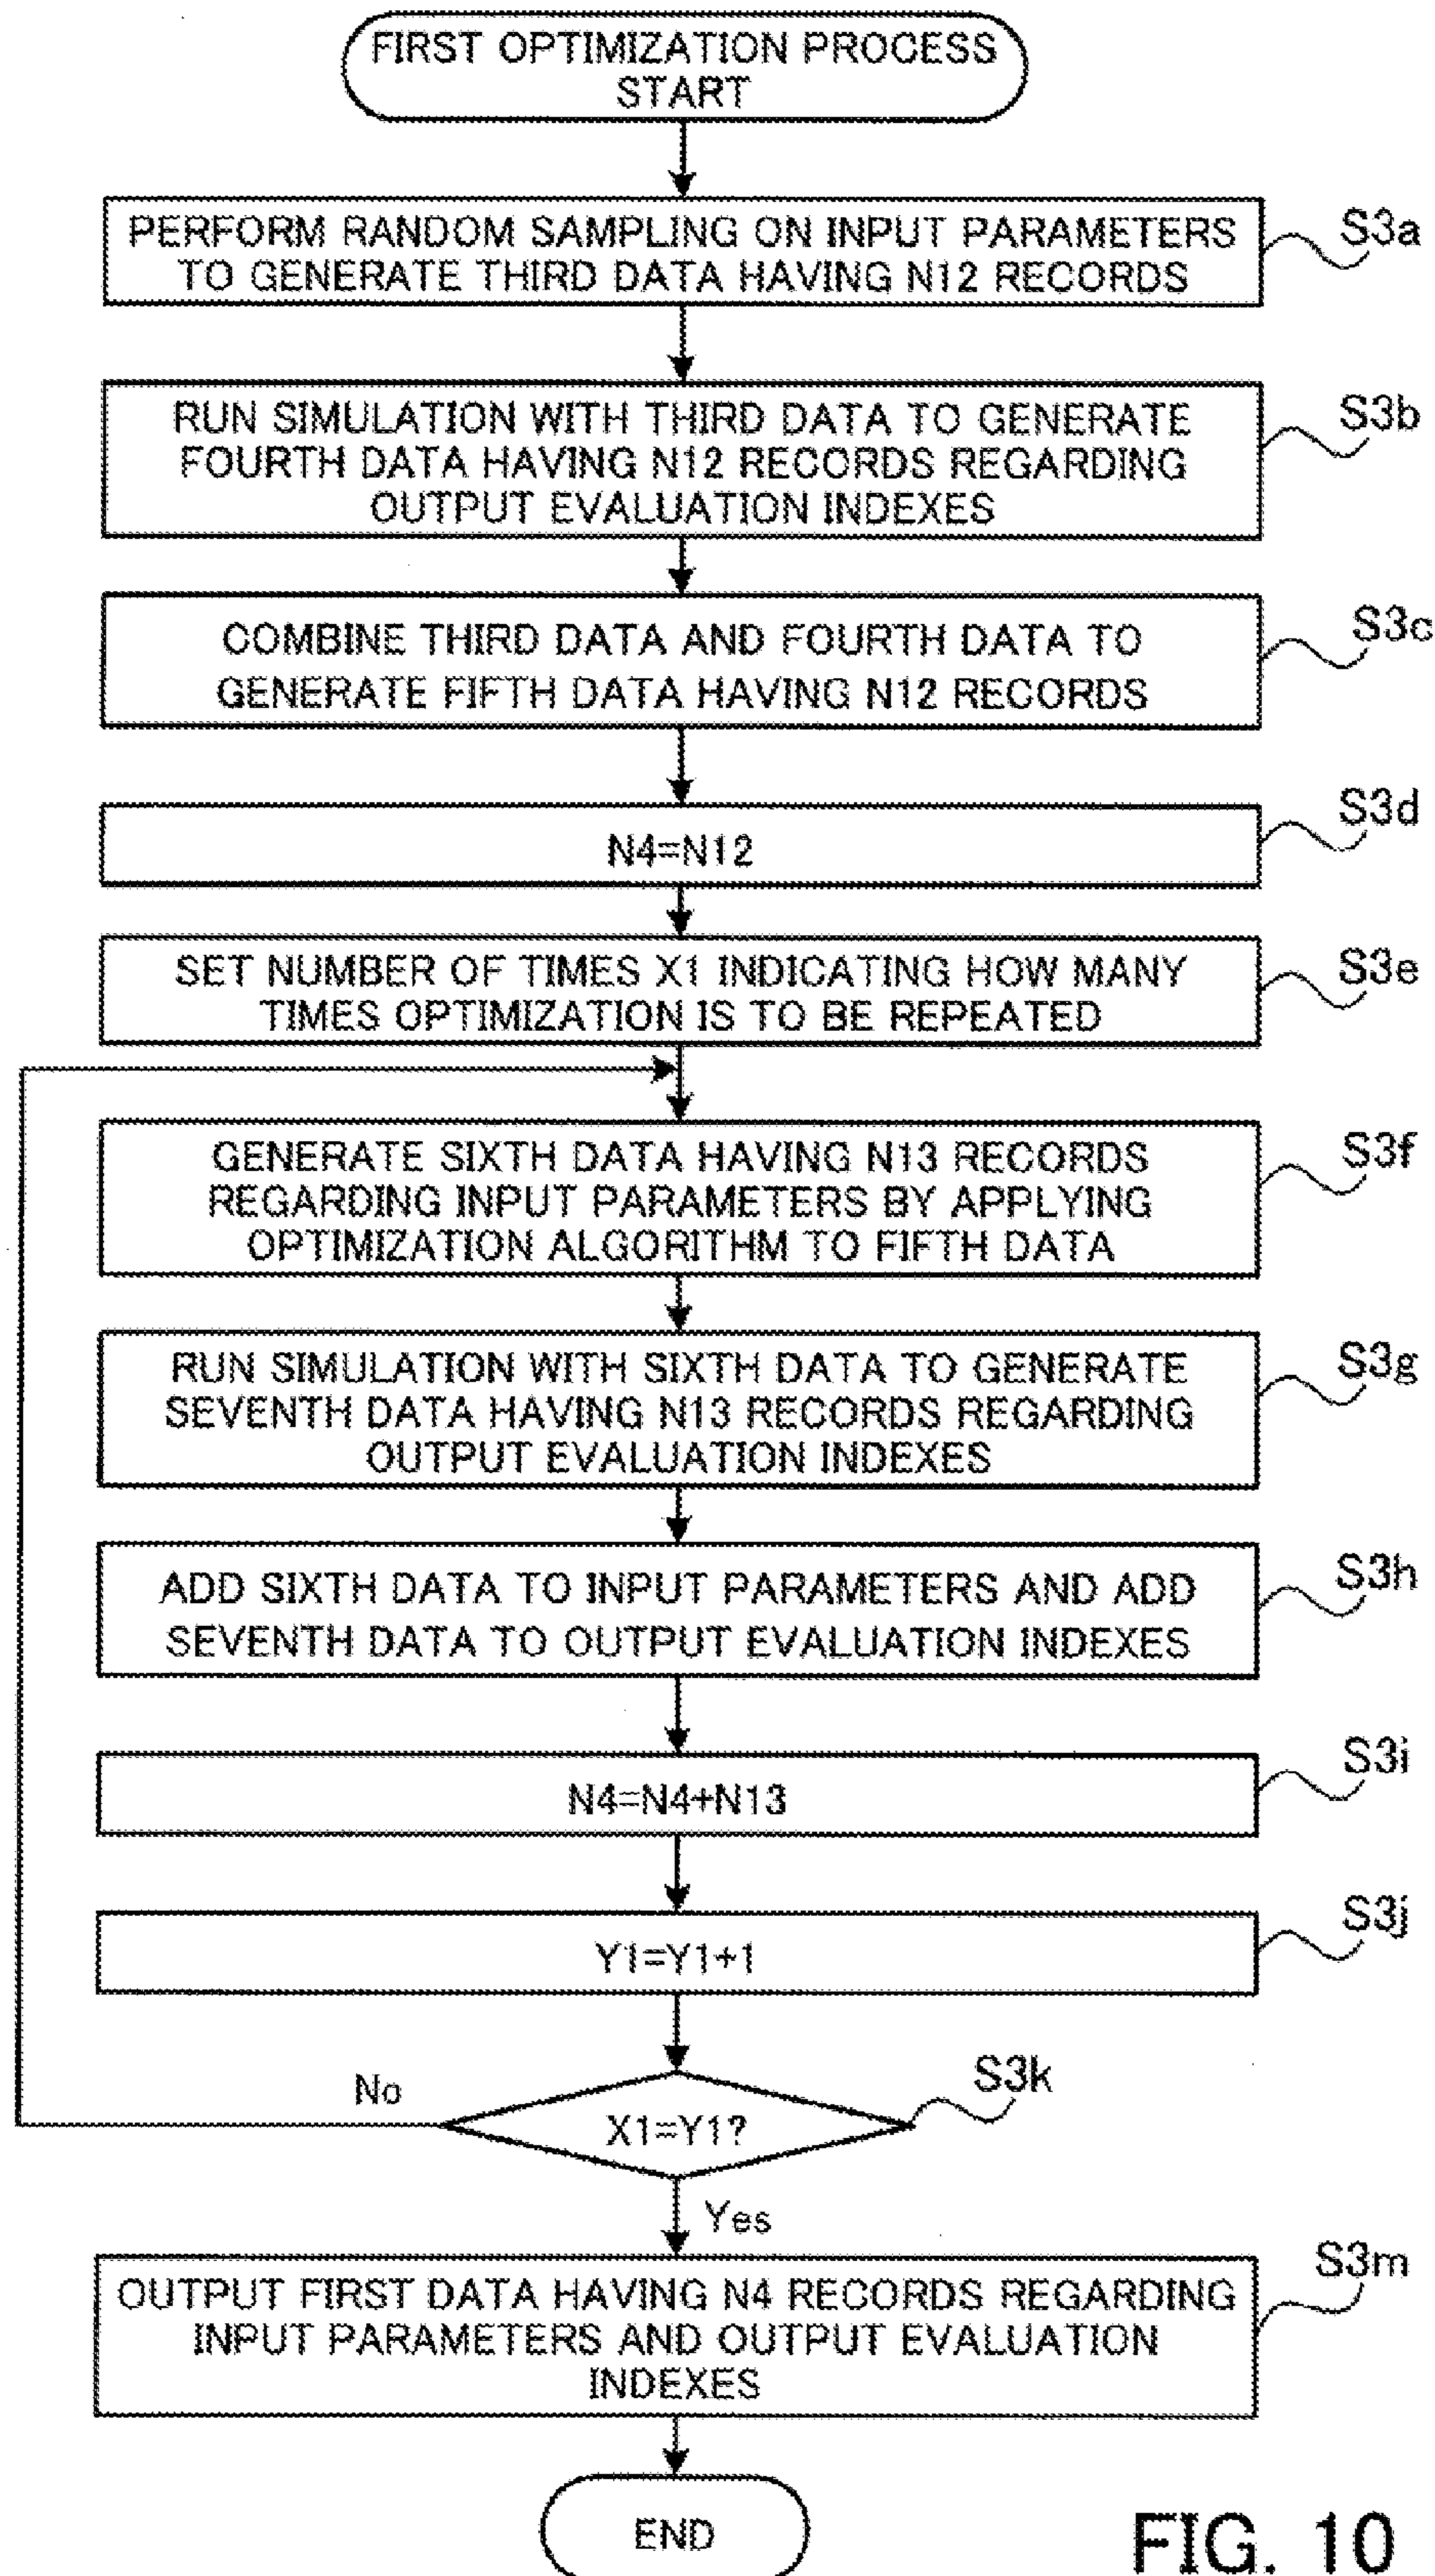 FIRST OPTIMIZATION PROCESS
START
PERFORM RANDOM SAMPLING ON INPUT PARAMETERS
TO GENERATE THIRD DATA HAVING N12 RECORDS
S3a
RUN SIMULATION WITH THIRD DATA TO GENERATE
FOURTH DATA HAVING N12 RECORDS REGARDING
OUTPUT EVALUATION INDEXES
S3b
COMBINE THIRD DATA AND FOURTH DATA TO
GENERATE FIFTH DATA HAVING N12 RECORDS
S3c
N4=N12
S3d
SET NUMBER OF TIMES X1 INDICATING HOW MANY
TIMES OPTIMIZATION IS TO BE REPEATED
S3e
GENERATE SIXTH DATA HAVING N13 RECORDS
REGARDING INPUT PARAMETERS BY APPLYING
OPTIMIZATION ALGORITHM TO FIFTH DATA
S3f
RUN SIMULATION WITH SIXTH DATA TO GENERATE
SEVENTH DATA HAVING N13 RECORDS REGARDING
OUTPUT EVALUATION INDEXES
S3g
ADD SIXTH DATA TO INPUT PARAMETERS AND ADD
SEVENTH DATA TO OUTPUT EVALUATION INDEXES
S3h
N4=N4+N13
S3i
Y1=Y1+1
S3j
X1=Y1?
S3k
No
Yes
OUTPUT FIRST DATA HAVING N4 RECORDS REGARDING
INPUT PARAMETERS AND OUTPUT EVALUATION
INDEXES
S3m
END
FIG. 10